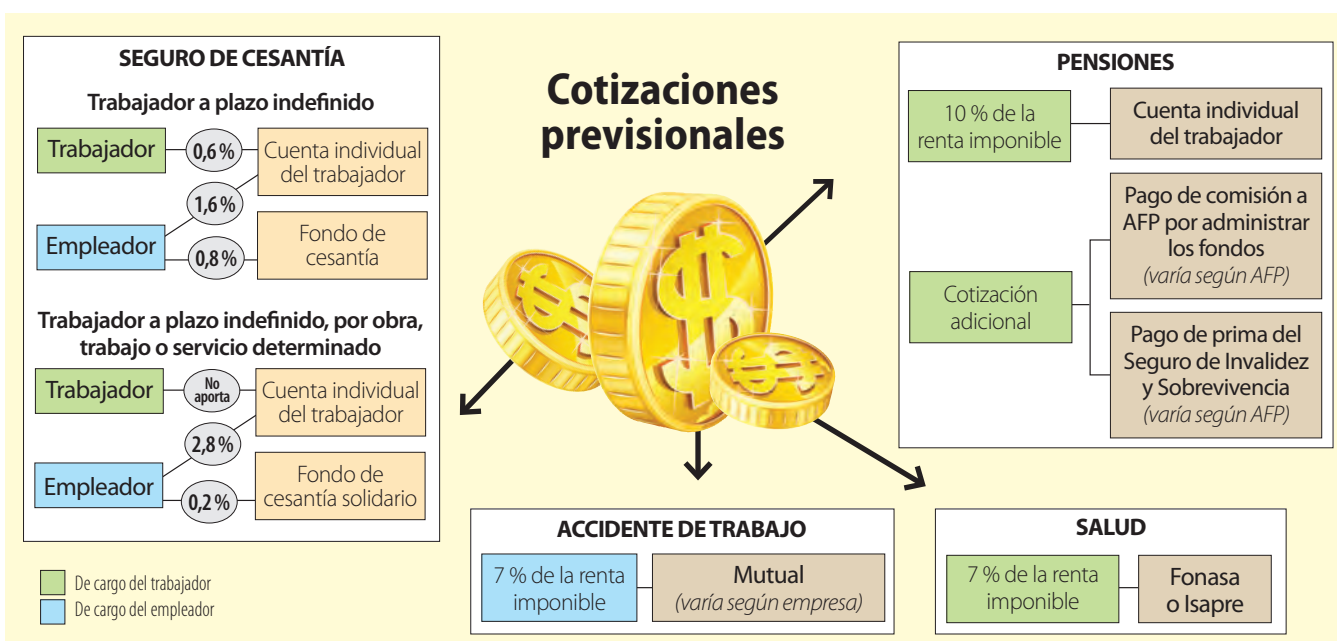 Cotizaciones
previsionales
SEGURO DE CESANTÍA
Trabajador a plazo indefinido
Trabajador
0,6 %
Cuenta individual
del trabajador
1,6 %
Empleador
0,8 %
Fondo de
cesantía
Trabajador a plazo indefinido, por obra,
trabajo o servicio determinado
Trabajador
No
aporta
Cuenta individual
del trabajador
2,8 %
Empleador
0,2 %
Fondo de
cesantía solidario
De cargo del trabajador
De cargo del empleador
PENSIONES
10 % de la
renta imponible
Cuenta individual
del trabajador
Cotización
adicional
Pago de comisión a
AFP por administrar
los fondos
(varía según AFP)
Pago de prima del
Seguro de Invalidez
y Sobrevivencia
(varía según AFP)
ACCIDENTE DE TRABAJO
7 % de la renta
imponible
Mutual
(varía según empresa)
SALUD
7 % de la renta
imponible
Fonasa
o Isapre